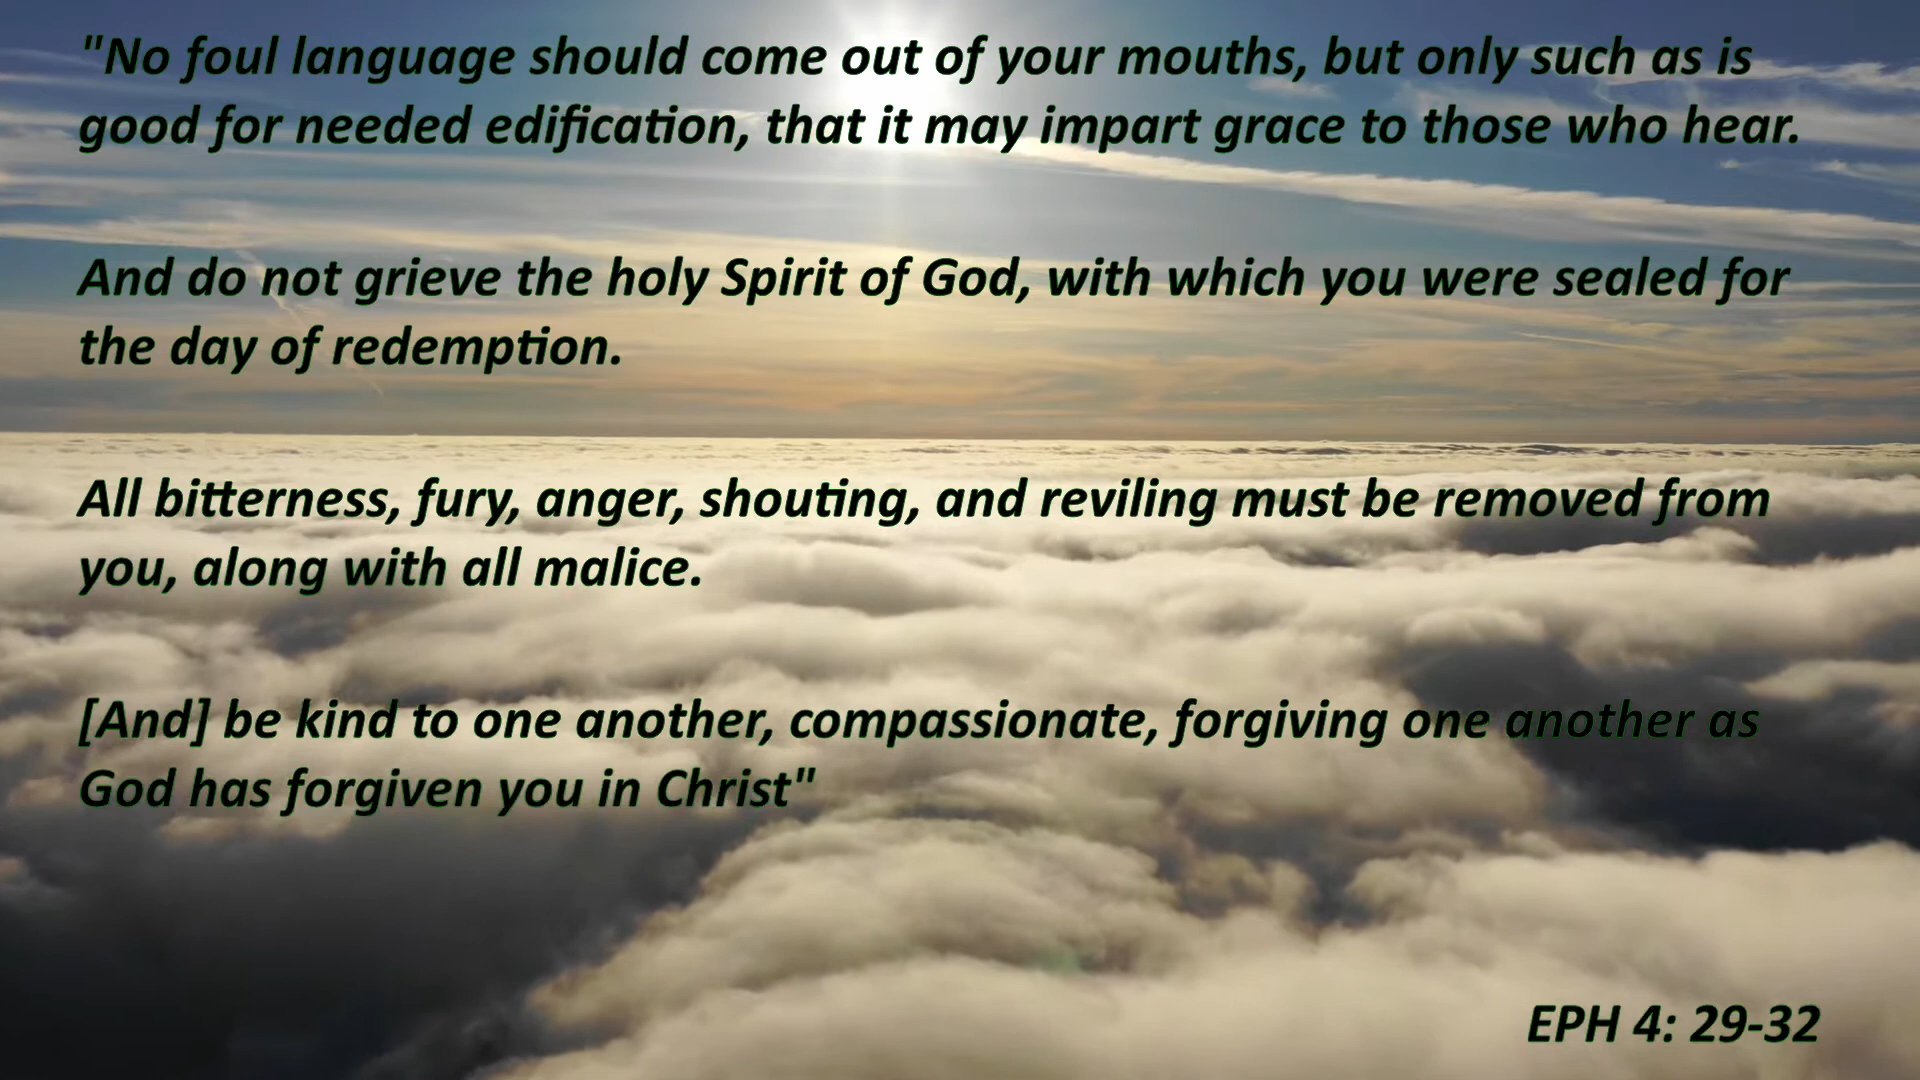 "No foul language should come out of your mouths, but only such as is
good for needed edification, that it may impart grace to those who hear.
And do not grieve the holy Spirit of God, with which you were sealed for
the day of redemption.
All bitterness, fury, anger, shouting, and reviling must be removed from
you, along with all malice.
[And] be kind to one another, compassionate, forgiving one another as
God has forgiven you in Christ"
EPH 4: 29-32